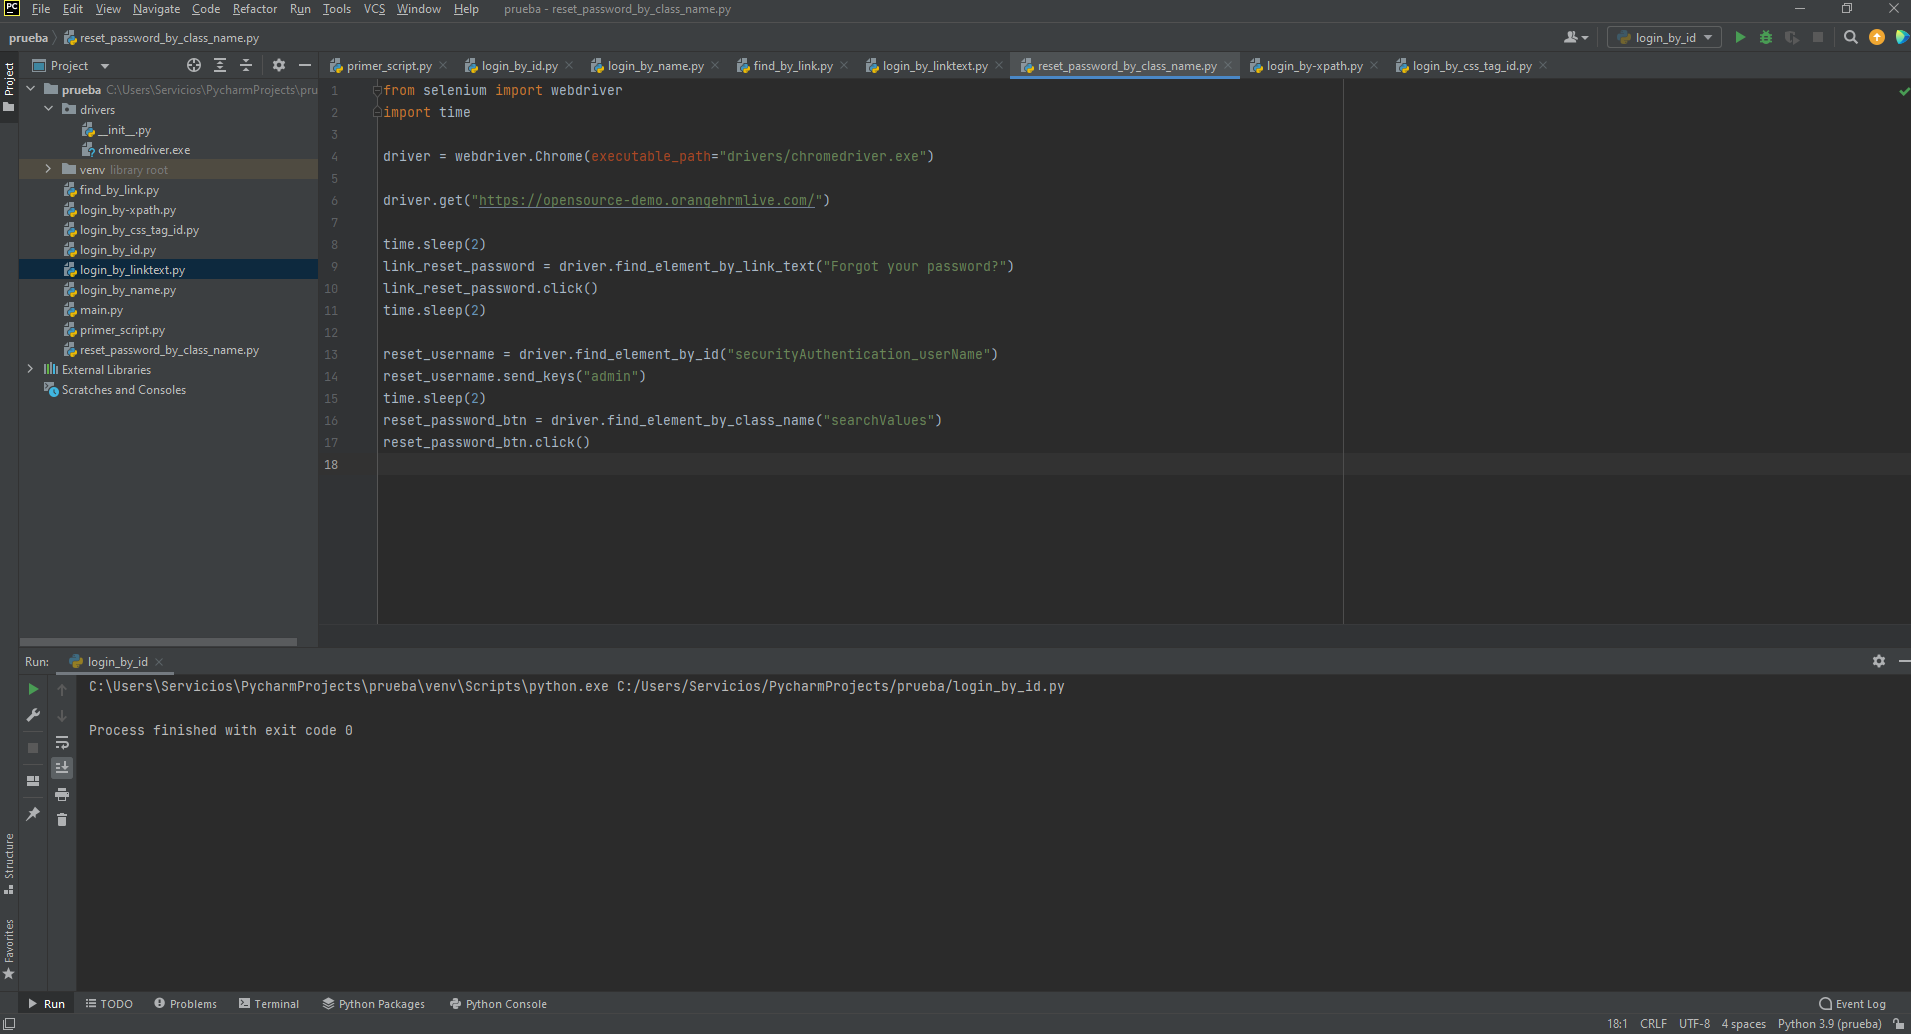 PC File Edit View Navigate Code Refactor Run Tools VCS Window Help prueba - reset_password_by_class_name.py
prueba reset_password_by_class_name.py login_by_id
Project
Project
primer_script.py login_by_id.py login_by_name.py find_by_link.py login_by_linktext.py reset_password_by_class_name.py login_by-xpath.py login_by_css_tag_id.py
prueba C:\Users\Servicios\PycharmProjects\pru
drivers
__init__.py
chromedriver.exe
venv library root
find_by_link.py
login_by-xpath.py
login_by_css_tag_id.py
login_by_id.py
login_by_linktext.py
login_by_name.py
main.py
primer_script.py
reset_password_by_class_name.py
External Libraries
Scratches and Consoles
1 from selenium import webdriver
2 import time
3
4 driver = webdriver.Chrome(executable_path="drivers/chromedriver.exe")
5
6 driver.get("https://opensource-demo.orangehrmlive.com/")
7
8 time.sleep(2)
9 link_reset_password = driver.find_element_by_link_text("Forgot your password?")
10 link_reset_password.click()
11 time.sleep(2)
12
13 reset_username = driver.find_element_by_id("securityAuthentication_userName")
14 reset_username.send_keys("admin")
15 time.sleep(2)
16 reset_password_btn = driver.find_element_by_class_name("searchValues")
17 reset_password_btn.click()
18
Run: login_by_id
C:\Users\Servicios\PycharmProjects\prueba\venv\Scripts\python.exe C:/Users/Servicios/PycharmProjects/prueba/login_by_id.py
Process finished with exit code 0
Structure
Favorites
Run TODO Problems Terminal Python Packages Python Console Event Log
18:1 CRLF UTF-8 4 spaces Python 3.9 (prueba)